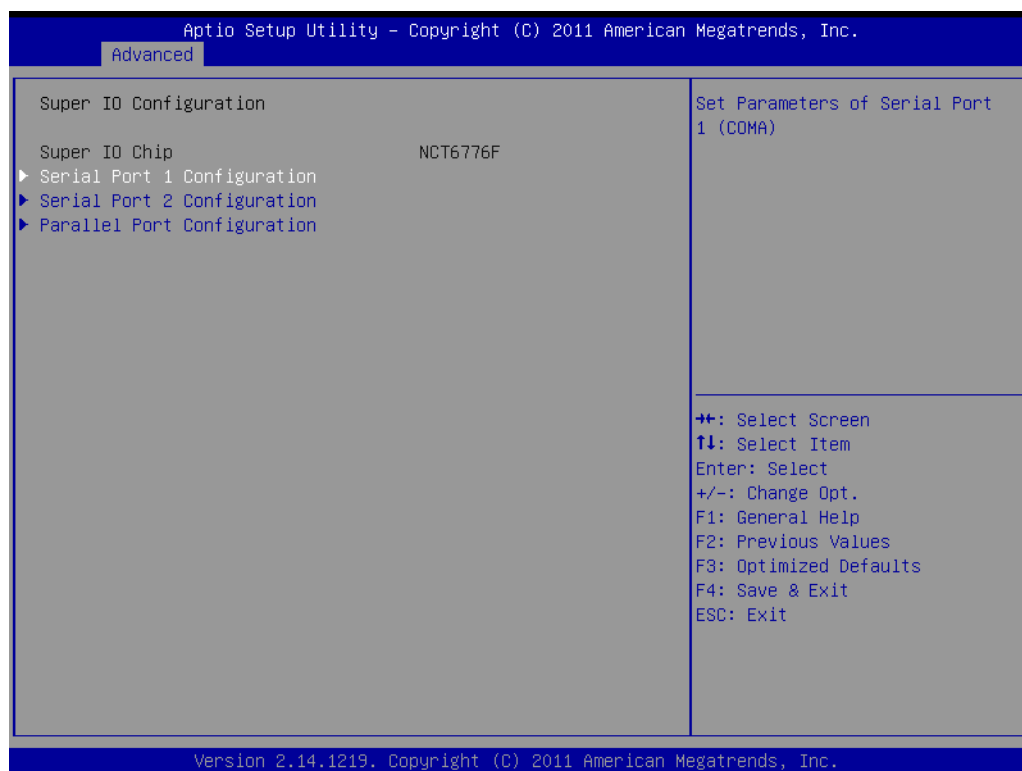 Aptio Setup Utility – Copyright (C) 2011 American Megatrends, Inc.
Advanced
Super IO Configuration
Super IO Chip NCT6776F
▶ Serial Port 1 Configuration
▶ Serial Port 2 Configuration
▶ Parallel Port Configuration
Set Parameters of Serial Port
1 (COMA)
→←: Select Screen
↑↓: Select Item
Enter: Select
+/-: Change Opt.
F1: General Help
F2: Previous Values
F3: Optimized Defaults
F4: Save & Exit
ESC: Exit
Version 2.14.1219. Copyright (C) 2011 American Megatrends, Inc.